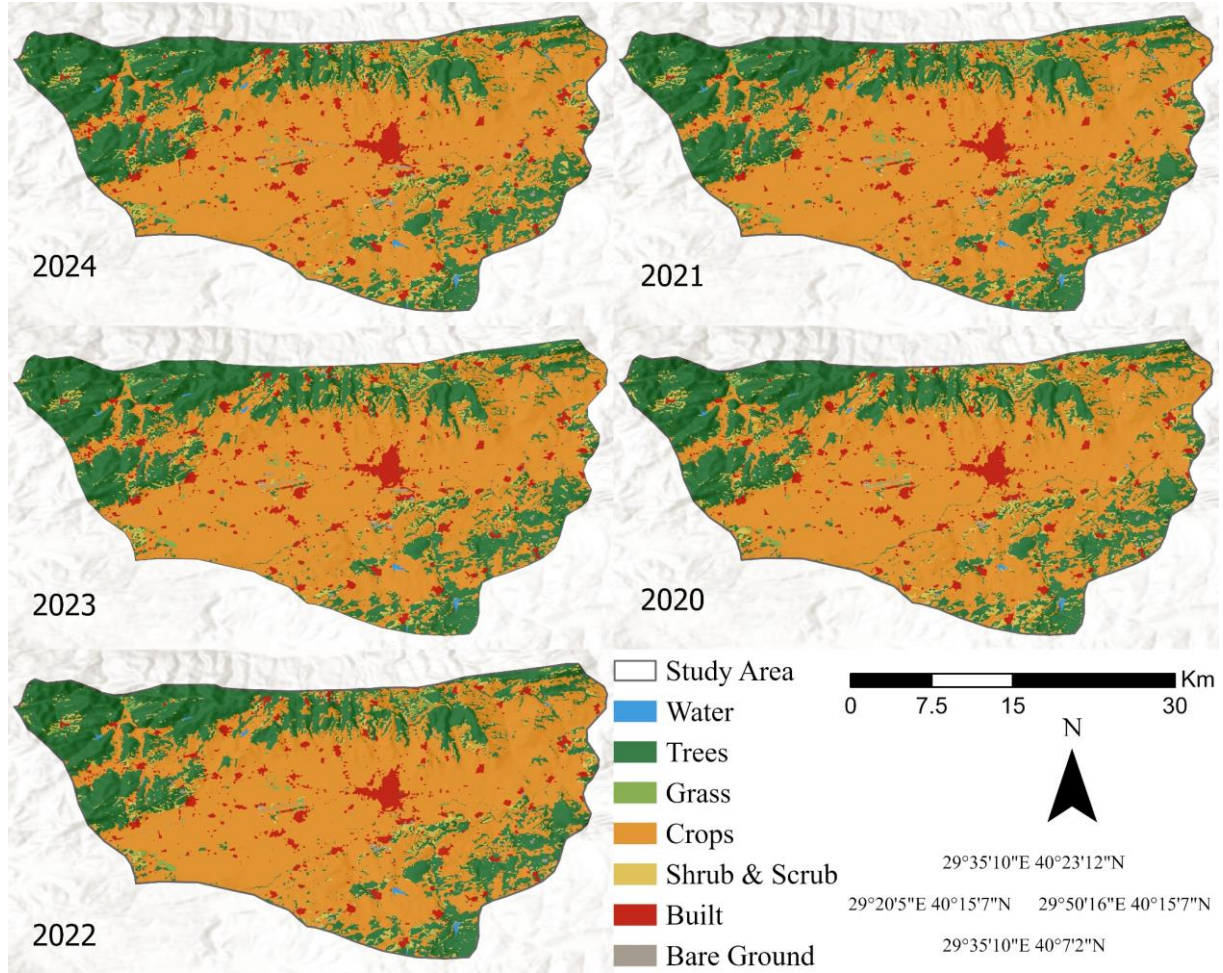 2024
2021
2023
2020
2022
Study Area
Water
Trees
Grass
Crops
Shrub & Scrub
Built
Bare Ground
Km
0 7.5 15 30
N
29°35'10"E 40°23'12"N
29°20'5"E 40°15'7"N 29°50'16"E 40°15'7"N
29°35'10"E 40°7'2"N